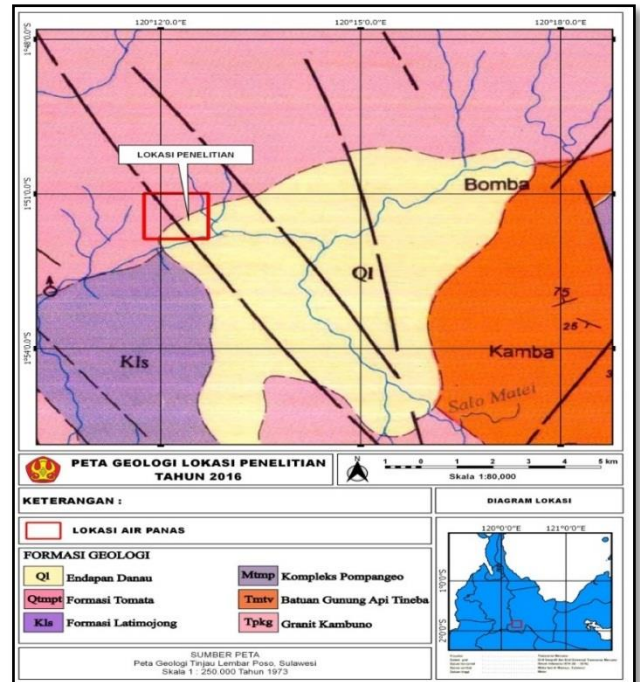 120°12'0.0"E 120°15'0.0"E 120°18'0.0"E
1°48'0.0"S
LOKASI PENELITIAN
1°51'0.0"S
Bomba
Ql
75
25
1°54'0.0"S
Kls
Kamba
3
Salo Matei
PETA GEOLOGI LOKASI PENELITIAN
TAHUN 2016
N
1 0 1 2 3 4 5 km
Skala 1:80,000
KETERANGAN :
LOKASI AIR PANAS
FORMASI GEOLOGI
Ql Endapan Danau
Qtmpt Formasi Tomata
Kls Formasi Latimojong
Mtmp Kompleks Pompangeo
Tmtv Batuan Gunung Api Tineba
Tpkg Granit Kambuno
SUMBER PETA
Peta Geologi Tinjau Lembar Poso, Sulawesi
Skala 1 : 250.000 Tahun 1973
DIAGRAM LOKASI
120°0'0"E 121°0'0"E
1°0'0"S
2°0'0"S